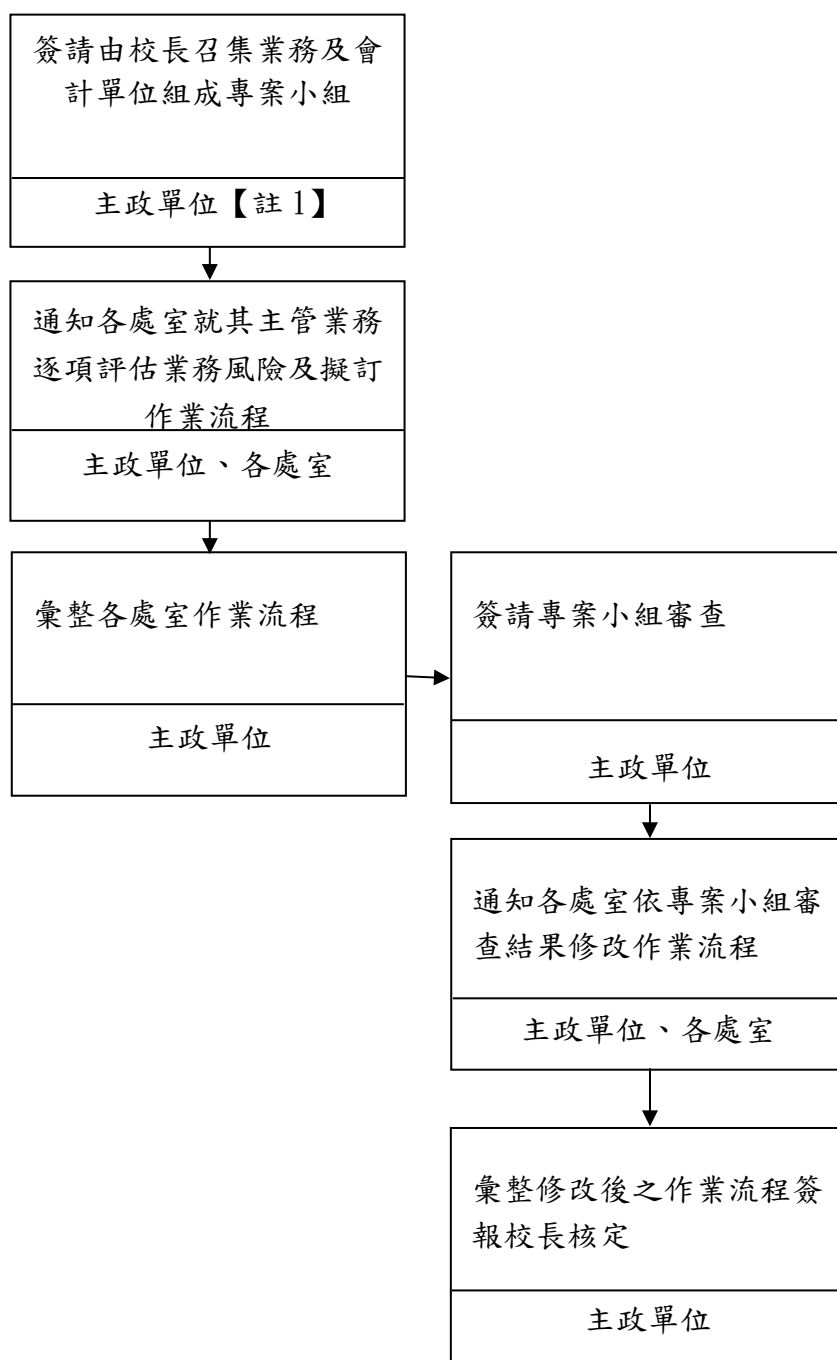 簽請由校長召集業務及會
計單位組成專案小組
主政單位【註1】
通知各處室就其主管業務
逐項評估業務風險及擬訂
作業流程
主政單位、各處室
彙整各處室作業流程
主政單位
簽請專案小組審查
主政單位
通知各處室依專案小組審
查結果修改作業流程
主政單位、各處室
彙整修改後之作業流程簽
報校長核定
主政單位